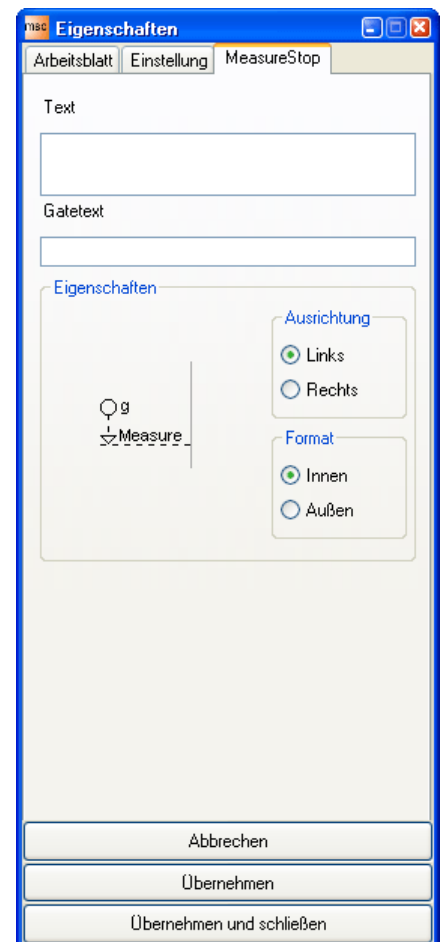 msc Eigenschaften
Arbeitsblatt Einstellung MeasureStop
Text
Gatetext
Eigenschaften
Ausrichtung
Links
Rechts
g
Measure
Format
Innen
Außen
Abbrechen
Übernehmen
Übernehmen und schließen